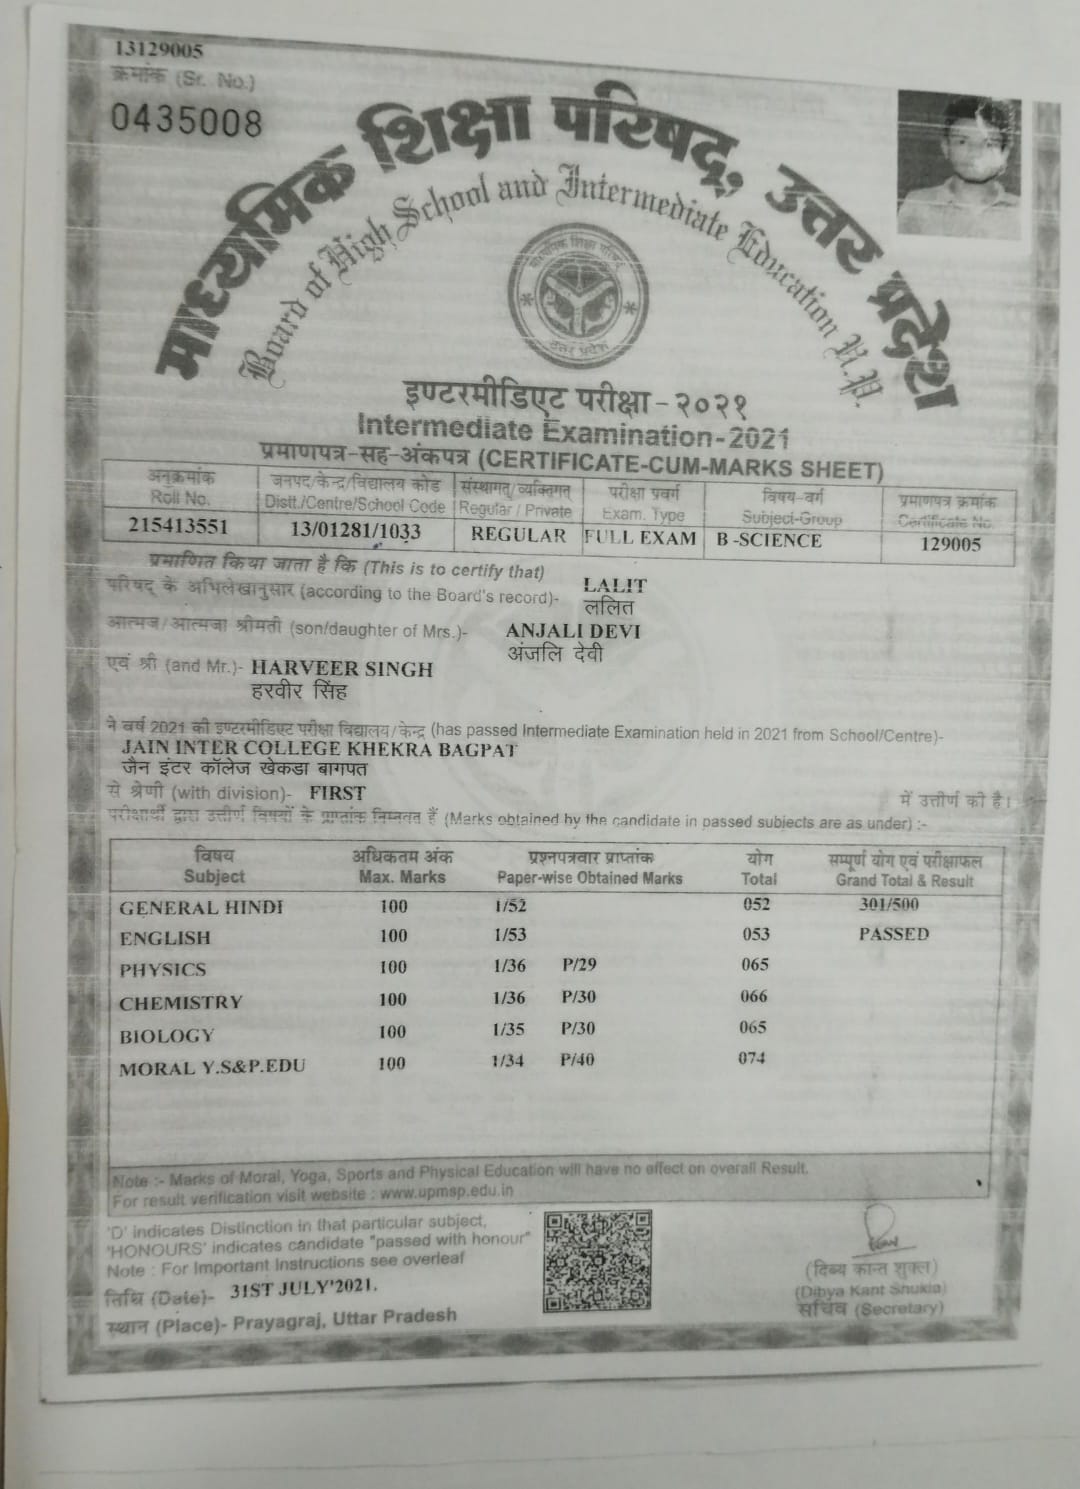 13129005
क्रमांक (Sr. No.)
0435008
माध्यमिक शिक्षा परिषद्, उत्तर प्रदेश
Board of High School and Intermediate Education U.P.
माध्यमिक शिक्षा परिषद्
उत्तर प्रदेश
इण्टरमीडिएट परीक्षा-२०२१
Intermediate Examination-2021
प्रमाणपत्र-सह-अंकपत्र (CERTIFICATE-CUM-MARKS SHEET)
अनुक्रमांक जनपद/केन्द्र/विद्यालय कोड संस्थागत्/व्यक्तिगत् परीक्षा प्रवर्ग विषय-वर्ग प्रमाणपत्र क्रमांक
Roll No. Distt./Centre/School Code Regular / Private Exam. Type Subject-Group Certificate No.
215413551 13/01281/1033 REGULAR FULL EXAM B -SCIENCE 129005
प्रमाणित किया जाता है कि (This is to certify that)
परिषद् के अभिलेखानुसार (according to the Board's record)- LALIT
ललित
आत्मज/आत्मजा श्रीमती (son/daughter of Mrs.)- ANJALI DEVI
अंजलि देवी
एवं श्री (and Mr.)- HARVEER SINGH
हरवीर सिंह
ने वर्ष 2021 की इण्टरमीडिएट परीक्षा विद्यालय/केन्द्र (has passed Intermediate Examination held in 2021 from School/Centre)-
JAIN INTER COLLEGE KHEKRA BAGPAT
जैन इंटर कॉलेज खेकडा बागपत
से श्रेणी (with division)- FIRST में उत्तीर्ण की है।
परीक्षार्थी द्वारा उत्तीर्ण विषयों के प्राप्तांक निम्नवत हैं (Marks obtained by the candidate in passed subjects are as under) :-
विषय अधिकतम अंक प्रश्नपत्रवार प्राप्तांक योग सम्पूर्ण योग एवं परीक्षाफल
Subject Max. Marks Paper-wise Obtained Marks Total Grand Total & Result
GENERAL HINDI 100 1/52 052 301/500
ENGLISH 100 1/53 053 PASSED
PHYSICS 100 1/36 P/29 065
CHEMISTRY 100 1/36 P/30 066
BIOLOGY 100 1/35 P/30 065
MORAL Y.S&P.EDU 100 1/34 P/40 074
Note :- Marks of Moral, Yoga, Sports and Physical Education will have no effect on overall Result.
For result verification visit website : www.upmsp.edu.in
'D' indicates Distinction in that particular subject,
'HONOURS' indicates candidate "passed with honour"
Note : For Important Instructions see overleaf
तिथि (Date)- 31ST JULY'2021.
स्थान (Place)- Prayagraj, Uttar Pradesh
(दिव्य कान्त शुक्ल)
(Dibya Kant Shukla)
सचिव (Secretary)